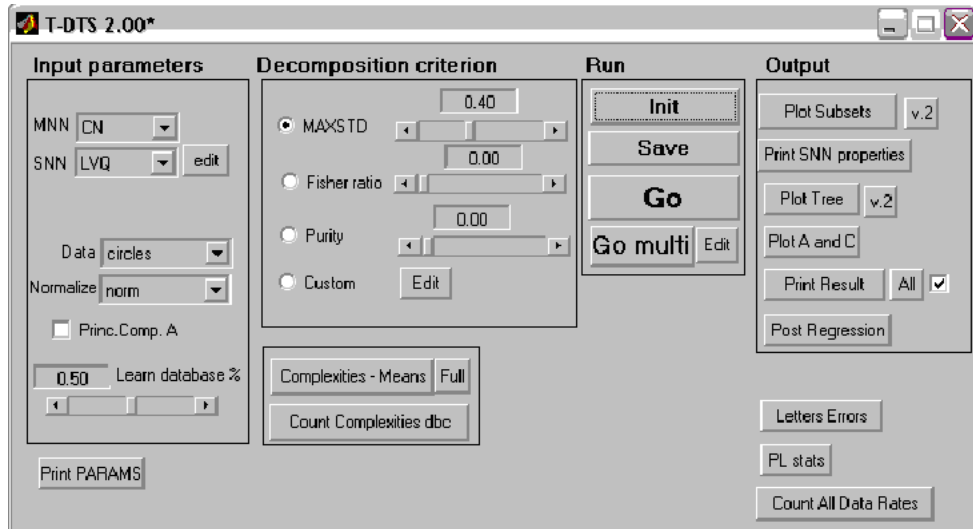 T-DTS 2.00*
Input parameters
MNN CN
SNN LVQ edit
Data circles
Normalize norm
Princ.Comp. A
0.50 Learn database %
Print PARAMS
Decomposition criterion
0.40
MAXSTD
0.00
Fisher ratio
0.00
Purity
Custom Edit
Complexities - Means Full
Count Complexities dbc
Run
Init
Save
Go
Go multi Edit
Output
Plot Subsets v.2
Print SNN properties
Plot Tree v.2
Plot A and C
Print Result All
Post Regression
Letters Errors
PL stats
Count All Data Rates